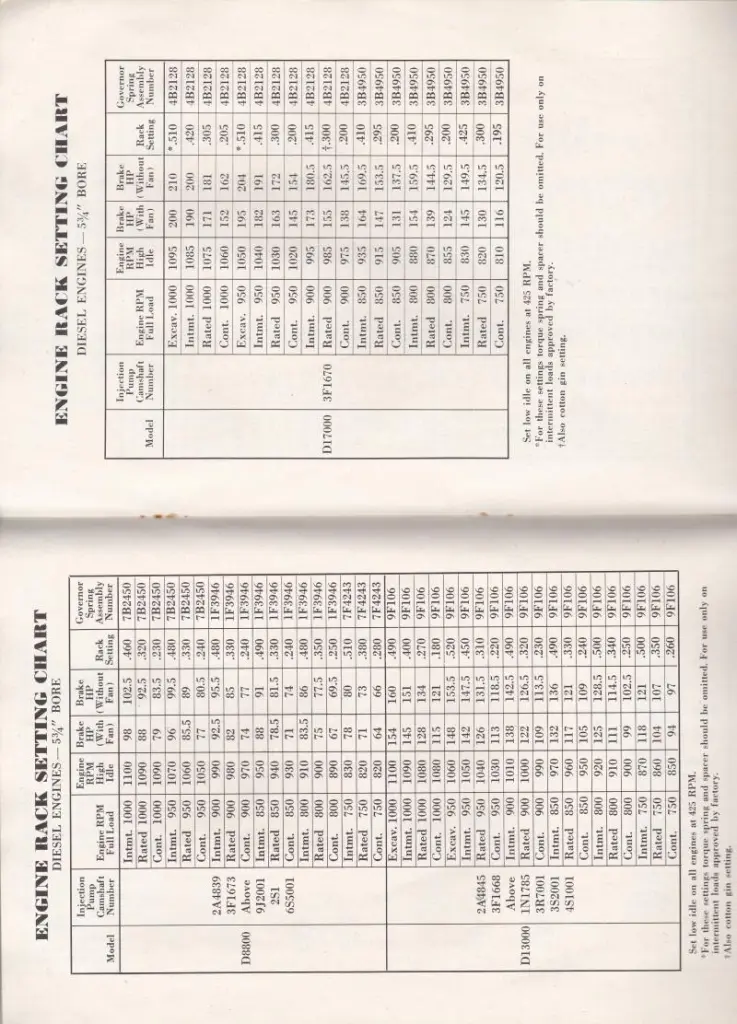 ENGINE RACK SETTING CHART
DIESEL ENGINES — 5¾" BORE
Model Injection Pump Camshaft Number Engine RPM Full Load Engine RPM High Idle Brake HP (With Fan) Brake HP (Without Fan) Rack Setting Governor Spring Assembly Number
Intmt. 1000 1100 98 102.5 .460 7B2450
Rated 1000 1090 88 92.5 .320 7B2450
Cont. 1000 1090 79 83.5 .230 7B2450
Intmt. 950 1070 96 99.5 .480 7B2450
Rated 950 1060 85.5 89 .330 7B2450
Cont. 950 1050 77 80.5 .240 7B2450
2A4839 Intmt. 900 990 92.5 95.5 .480 1F3946
3F1673 Rated 900 980 82 85 .330 1F3946
D8800 Above Cont. 900 970 74 77 .240 1F3946
9J2001 Intmt. 850 950 88 91 .490 1F3946
2S1 Rated 850 940 78.5 81.5 .330 1F3946
6S5001 Cont. 850 930 71 74 .240 1F3946
Intmt. 800 910 83.5 86 .480 1F3946
Rated 800 900 75 77.5 .350 1F3946
Cont. 800 890 67 69.5 .250 1F3946
Intmt. 750 830 78 80 .510 7F4243
Rated 750 820 71 73 .380 7F4243
Cont. 750 820 64 66 .280 7F4243
Excav. 1000 1100 154 160 .490 9F106
Intmt. 1000 1090 145 151 .400 9F106
Rated 1000 1080 128 134 .270 9F106
Cont. 1000 1080 115 121 .180 9F106
Excav. 950 1060 148 153.5 .520 9F106
Intmt. 950 1050 142 147.5 .450 9F106
2A4845 Rated 950 1040 126 131.5 .310 9F106
3F1668 Cont. 950 1030 113 118.5 .220 9F106
Above Intmt. 900 1010 138 142.5 .490 9F106
D13000 1N1785 Rated 900 1000 122 126.5 .320 9F106
3R7001 Cont. 900 990 109 113.5 .230 9F106
3S2001 Intmt. 850 970 132 136 .490 9F106
4S1001 Rated 850 960 117 121 .330 9F106
Cont. 850 950 105 109 .240 9F106
Intmt. 800 920 125 128.5 .500 9F106
Rated 800 910 111 114.5 .340 9F106
Cont. 800 900 99 102.5 .250 9F106
Intmt. 750 870 118 121 .500 9F106
Rated 750 860 104 107 .350 9F106
Cont. 750 850 94 97 .260 9F106
Set low idle on all engines at 425 RPM.
*For these settings torque spring and spacer should be omitted. For use only on
intermittent loads approved by factory.
†Also cotton gin setting.
ENGINE RACK SETTING CHART
DIESEL ENGINES — 5¾" BORE
Model Injection Pump Camshaft Number Engine RPM Full Load Engine RPM High Idle Brake HP (With Fan) Brake HP (Without Fan) Rack Setting Governor Spring Assembly Number
Excav. 1000 1095 200 210 *.510 4B2128
Intmt. 1000 1085 190 200 .420 4B2128
Rated 1000 1075 171 181 .305 4B2128
Cont. 1000 1060 152 162 .205 4B2128
Excav. 950 1050 195 204 *.510 4B2128
Intmt. 950 1040 182 191 .415 4B2128
Rated 950 1030 163 172 .300 4B2128
Cont. 950 1020 145 154 .200 4B2128
Intmt. 900 995 173 180.5 .415 4B2128
D17000 3F1670 Rated 900 985 155 162.5 †.300 4B2128
Cont. 900 975 138 145.5 .200 4B2128
Intmt. 850 935 164 169.5 .410 3B4950
Rated 850 915 147 153.5 .295 3B4950
Cont. 850 905 131 137.5 .200 3B4950
Intmt. 800 880 154 159.5 .410 3B4950
Rated 800 870 139 144.5 .295 3B4950
Cont. 800 855 124 129.5 .200 3B4950
Intmt. 750 830 145 149.5 .425 3B4950
Rated 750 820 130 134.5 .300 3B4950
Cont. 750 810 116 120.5 .195 3B4950
Set low idle on all engines at 425 RPM.
*For these settings torque spring and spacer should be omitted. For use only on
intermittent loads approved by factory.
†Also cotton gin setting.